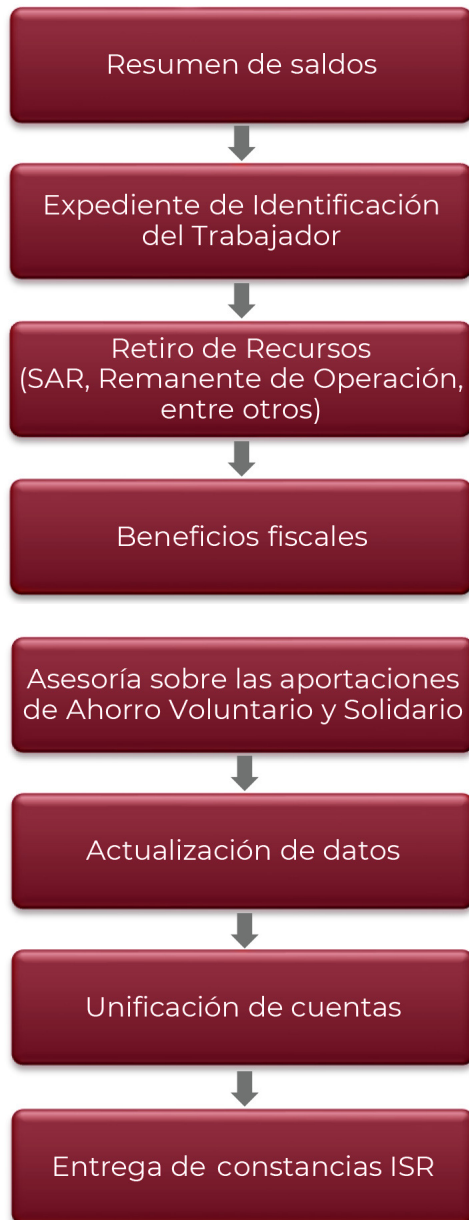 Resumen de saldos
Expediente de Identificación
del Trabajador
Retiro de Recursos
(SAR, Remanente de Operación,
entre otros)
Beneficios fiscales
Asesoría sobre las aportaciones
de Ahorro Voluntario y Solidario
Actualización de datos
Unificación de cuentas
Entrega de constancias ISR